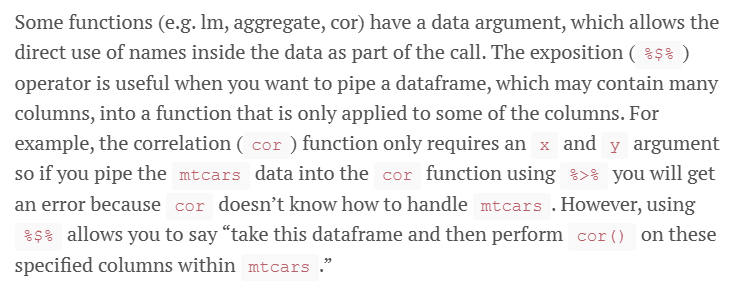 Some functions (e.g. lm, aggregate, cor) have a data argument, which allows the
direct use of names inside the data as part of the call. The exposition ( %$% )
operator is useful when you want to pipe a dataframe, which may contain many
columns, into a function that is only applied to some of the columns. For
example, the correlation ( cor ) function only requires an x and y argument
so if you pipe the mtcars data into the cor function using %>% you will get
an error because cor doesn’t know how to handle mtcars . However, using
%$% allows you to say “take this dataframe and then perform cor() on these
specified columns within mtcars .”